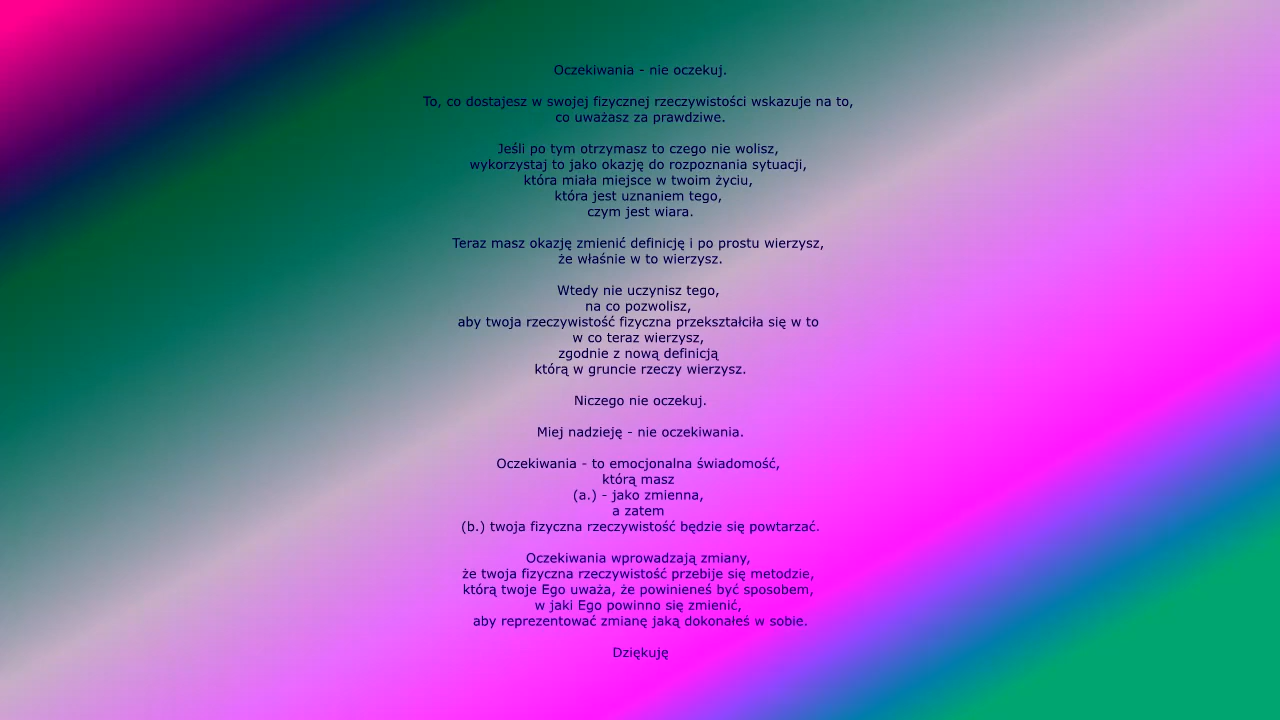 Oczekiwania - nie oczekuj.
To, co dostajesz w swojej fizycznej rzeczywistości wskazuje na to,
co uważasz za prawdziwe.
Jeśli po tym otrzymasz to czego nie wolisz,
wykorzystaj to jako okazję do rozpoznania sytuacji,
która miała miejsce w twoim życiu,
która jest uznaniem tego,
czym jest wiara.
Teraz masz okazję zmienić definicję i po prostu wierzysz,
że właśnie w to wierzysz.
Wtedy nie uczynisz tego,
na co pozwolisz,
aby twoja rzeczywistość fizyczna przekształciła się w to
w co teraz wierzysz,
zgodnie z nową definicją
którą w gruncie rzeczy wierzysz.
Niczego nie oczekuj.
Miej nadzieję - nie oczekiwania.
Oczekiwania - to emocjonalna świadomość,
którą masz
(a.) - jako zmienna,
a zatem
(b.) twoja fizyczna rzeczywistość będzie się powtarzać.
Oczekiwania wprowadzają zmiany,
że twoja fizyczna rzeczywistość przebije się metodzie,
którą twoje Ego uważa, że powinieneś być sposobem,
w jaki Ego powinno się zmienić,
aby reprezentować zmianę jaką dokonałeś w sobie.
Dziękuję